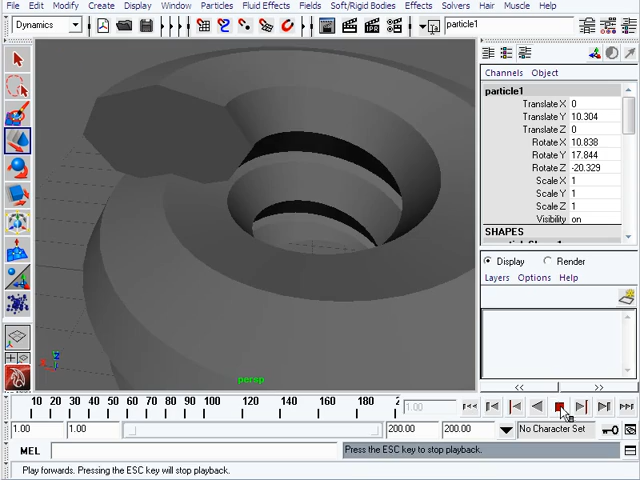 File Edit Modify Create Display Window Particles Fluid Effects Fields Soft/Rigid Bodies Effects Solvers Hair Muscle Help
Dynamics particle1
Channels Object
particle1
Translate X 0
Translate Y 10.304
Translate Z 0
Rotate X 10.838
Rotate Y 17.844
Rotate Z -20.329
Scale X 1
Scale Y 1
Scale Z 1
Visibility on
SHAPES
Display Render
Layers Options Help
persp
<< >>
10 20 30 40 50 60 70 80 90 100 120 140 160 180 2 1.00
1.00 1.00 200.00 200.00 No Character Set
MEL Press the ESC key to stop playback.
Play forwards. Pressing the ESC key will stop playback.